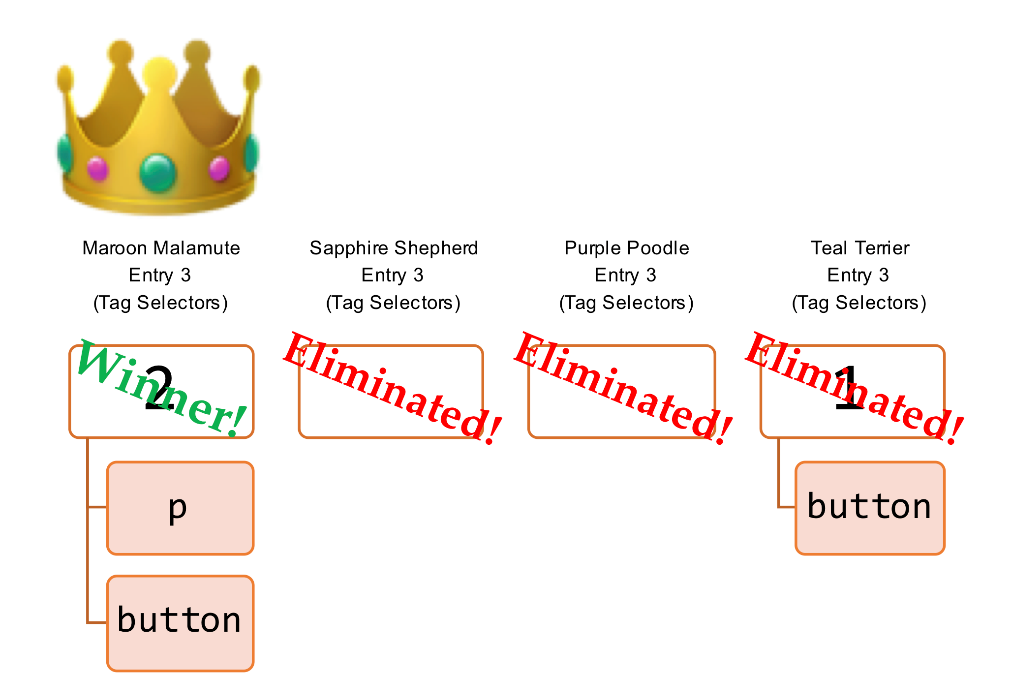 Maroon Malamute
Entry 3
(Tag Selectors)
Sapphire Shepherd
Entry 3
(Tag Selectors)
Purple Poodle
Entry 3
(Tag Selectors)
Teal Terrier
Entry 3
(Tag Selectors)
2
Winner!
Eliminated!
Eliminated!
1
Eliminated!
p
button
button